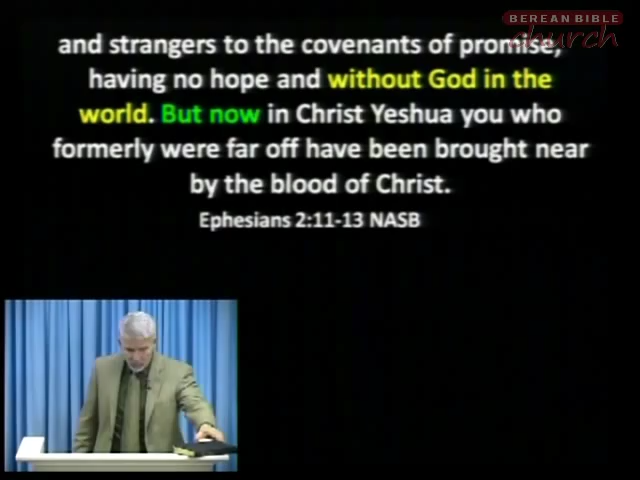 BEREAN BIBLE
church
and strangers to the covenants of promise,
having no hope and without God in the
world. But now in Christ Yeshua you who
formerly were far off have been brought near
by the blood of Christ.
Ephesians 2:11-13 NASB